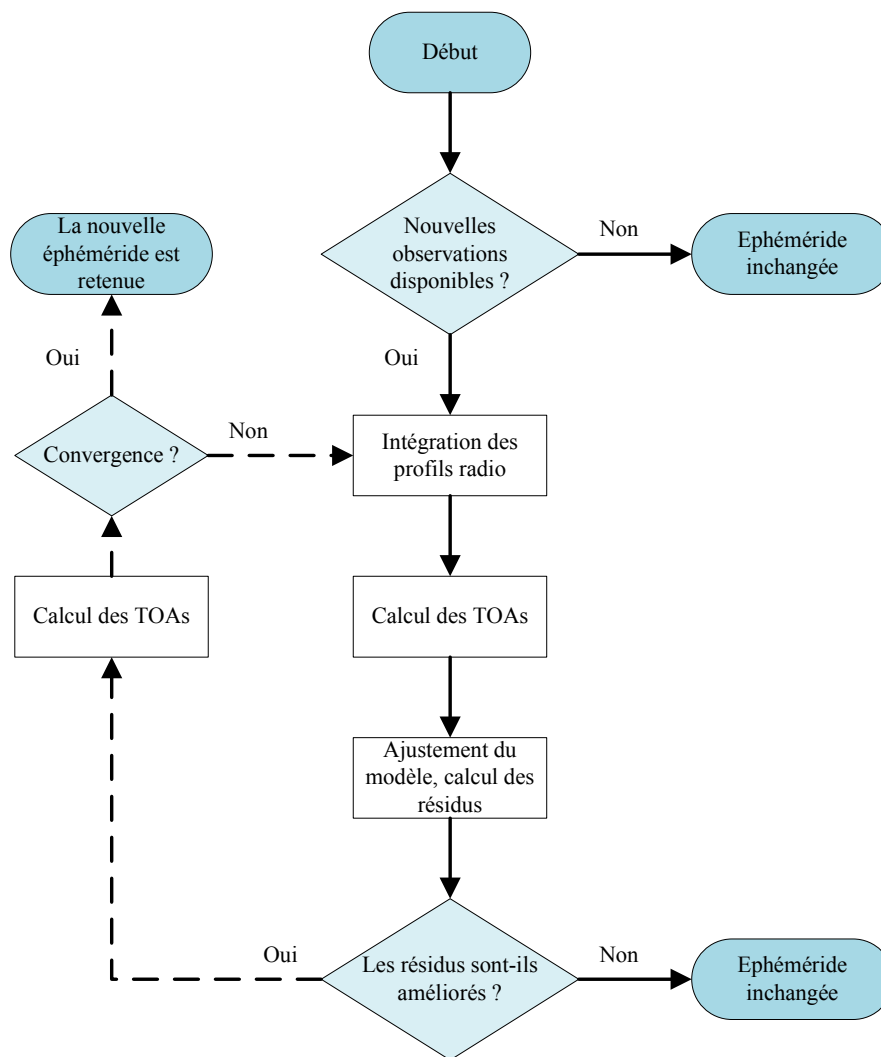 Début
Nouvelles
observations
disponibles ?
Non
Ephéméride
inchangée
La nouvelle
éphéméride est
retenue
Oui
Oui
Convergence ?
Non
Intégration des
profils radio
Calcul des TOAs
Calcul des TOAs
Ajustement du
modèle, calcul des
résidus
Oui
Les résidus sont-ils
améliorés ?
Non
Ephéméride
inchangée